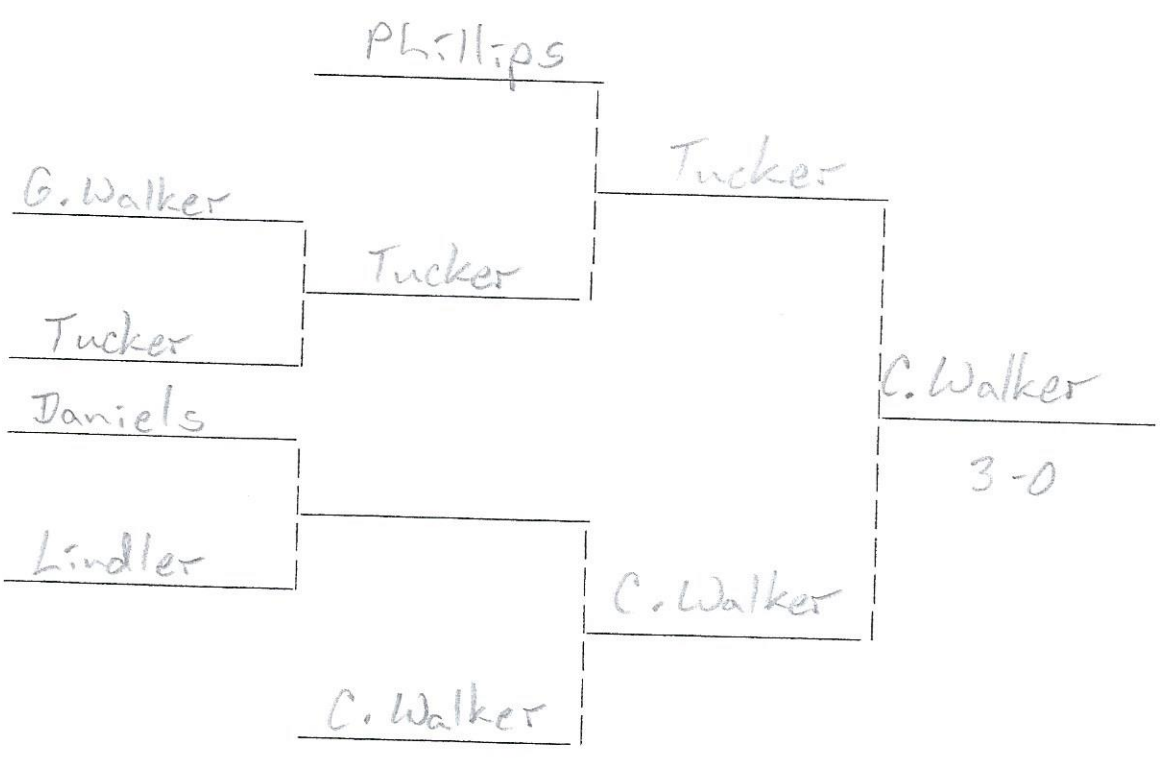 Phillips
Tucker
G. Walker
Tucker
Tucker
C. Walker
Daniels
3-0
Lindler
C. Walker
C. Walker